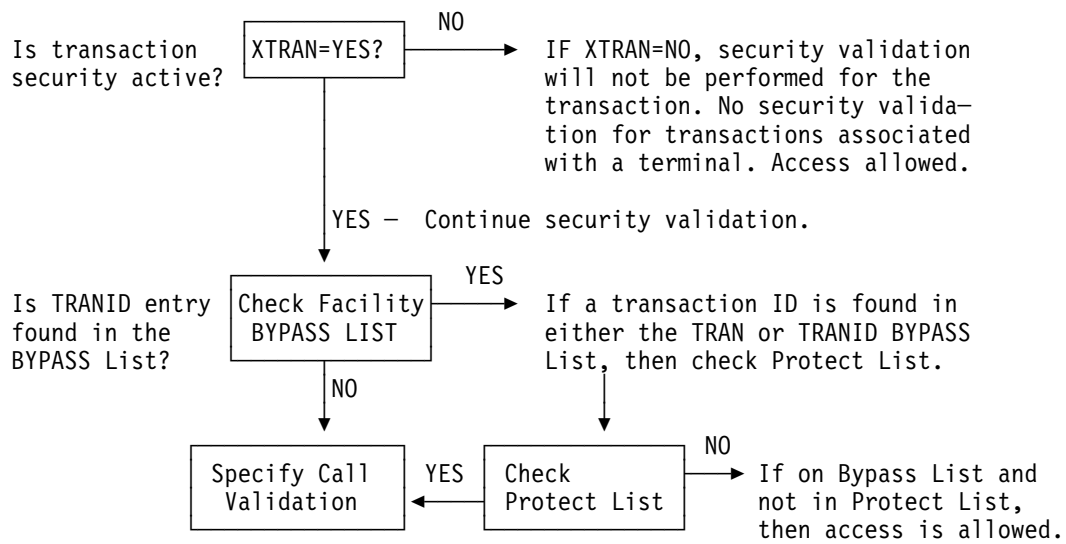 NO
Is transaction
security active?
XTRAN=YES?
IF XTRAN=NO, security validation
will not be performed for the
transaction. No security valida–
tion for transactions associated
with a terminal. Access allowed.
YES – Continue security validation.
YES
Is TRANID entry
found in the
BYPASS List?
Check Facility
BYPASS LIST
If a transaction ID is found in
either the TRAN or TRANID BYPASS
List, then check Protect List.
NO
Specify Call
Validation
YES
Check
Protect List
NO
If on Bypass List and
not in Protect List,
then access is allowed.